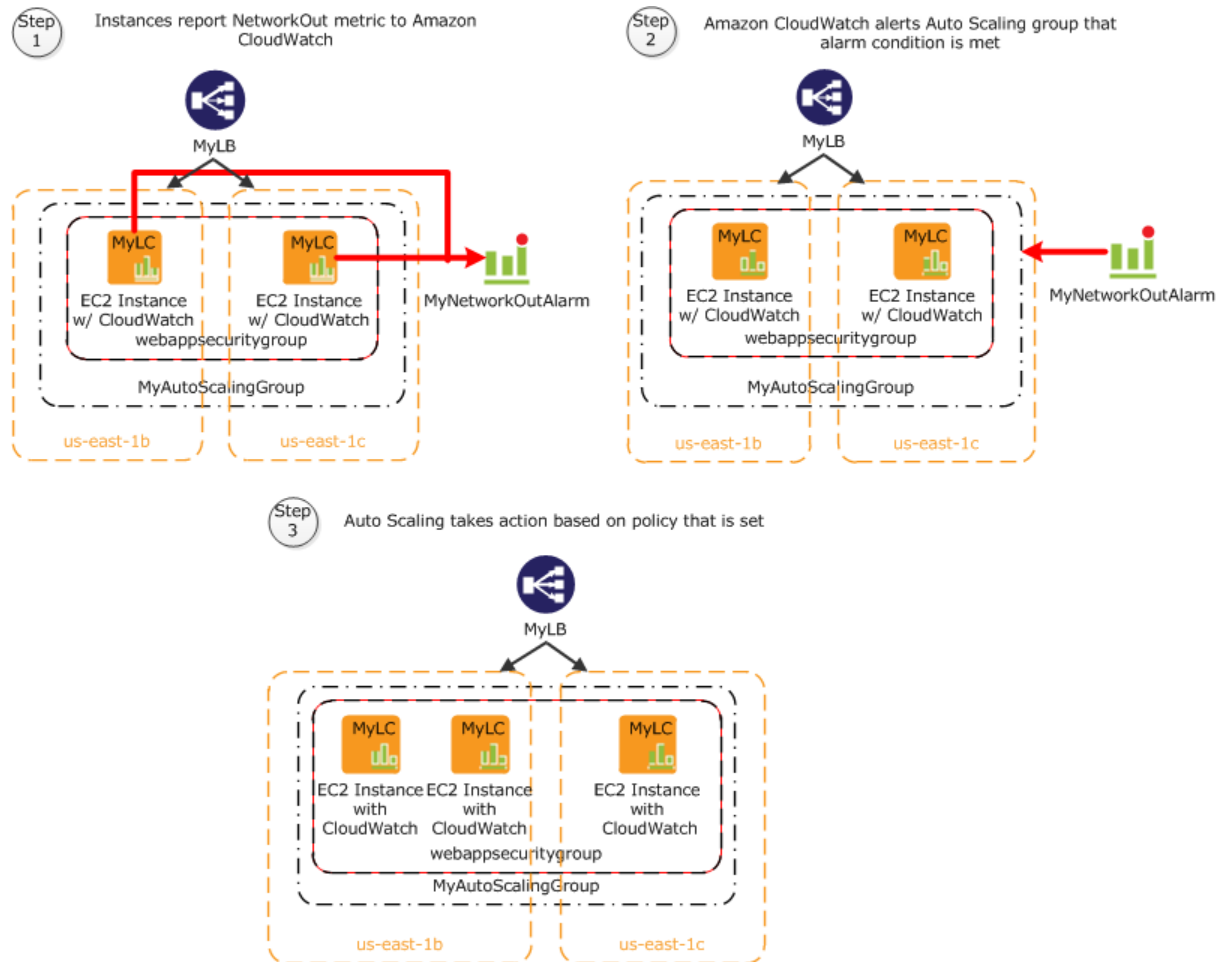 Step
1
Instances report NetworkOut metric to Amazon
CloudWatch
MyLB
MyLC
MyLC
EC2 Instance
w/ CloudWatch
EC2 Instance
w/ CloudWatch
webappsecuritygroup
MyAutoScalingGroup
us-east-1b
us-east-1c
MyNetworkOutAlarm
Step
2
Amazon CloudWatch alerts Auto Scaling group that
alarm condition is met
MyLB
MyLC
MyLC
EC2 Instance
w/ CloudWatch
EC2 Instance
w/ CloudWatch
webappsecuritygroup
MyAutoScalingGroup
us-east-1b
us-east-1c
MyNetworkOutAlarm
Step
3
Auto Scaling takes action based on policy that is set
MyLB
MyLC
MyLC
MyLC
EC2 Instance
with
CloudWatch
EC2 Instance
with
CloudWatch
EC2 Instance
with
CloudWatch
webappsecuritygroup
MyAutoScalingGroup
us-east-1b
us-east-1c